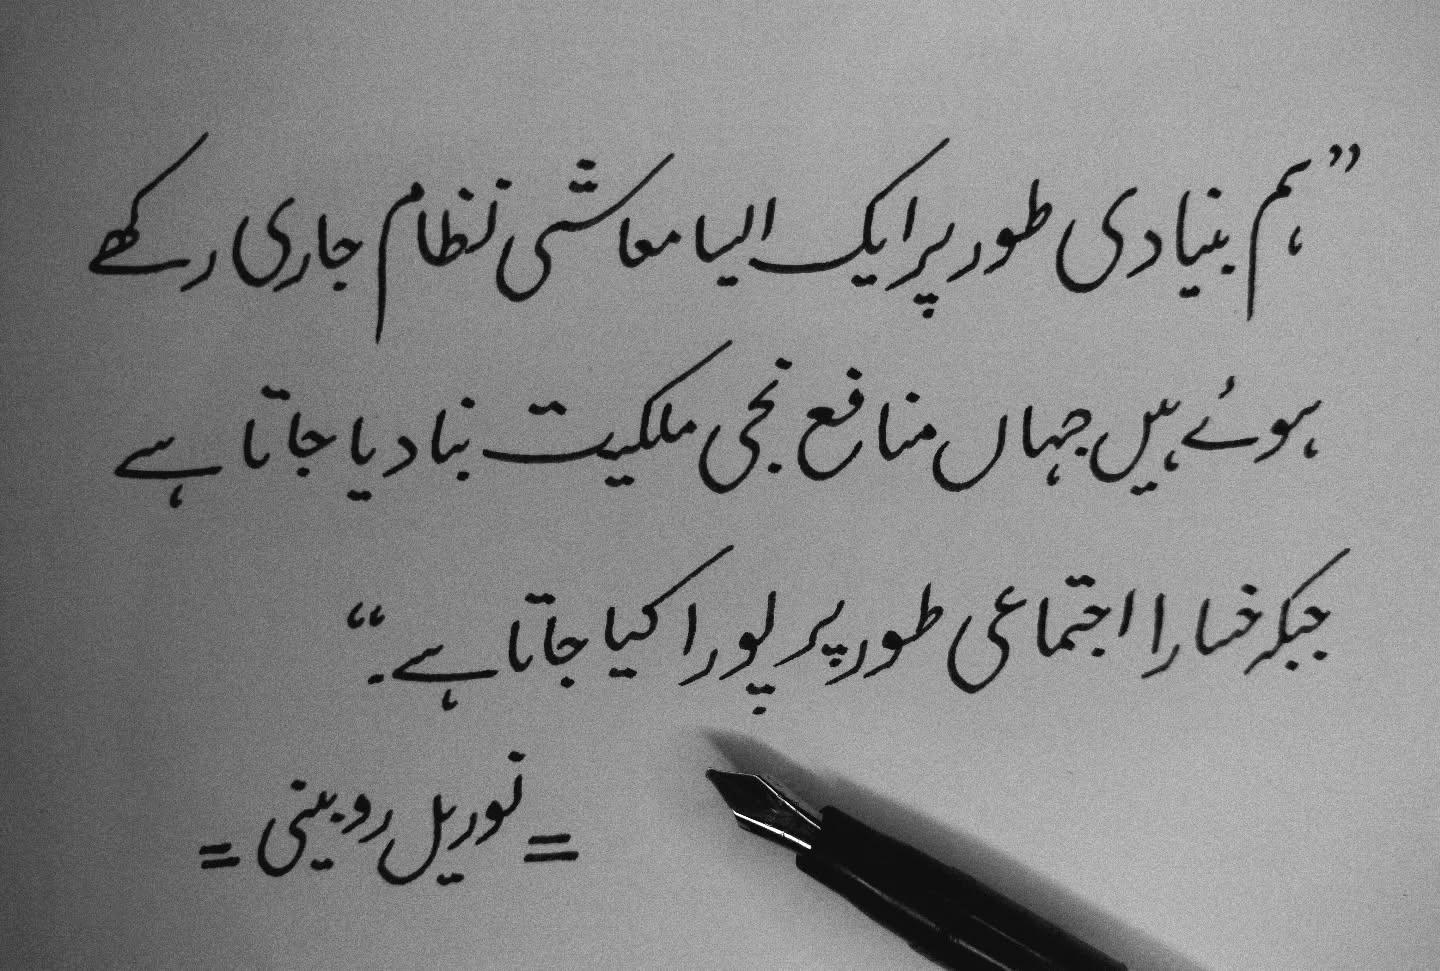 ”ہم بنیادی طور پر ایک ایسا معاشی نظام جاری رکھے
ہوئے ہیں جہاں منافع نجی ملکیت بنا دیا جاتا ہے
جبکہ خسارا اجتماعی طور پر پورا کیا جاتا ہے۔“
= نوریل روبینی =